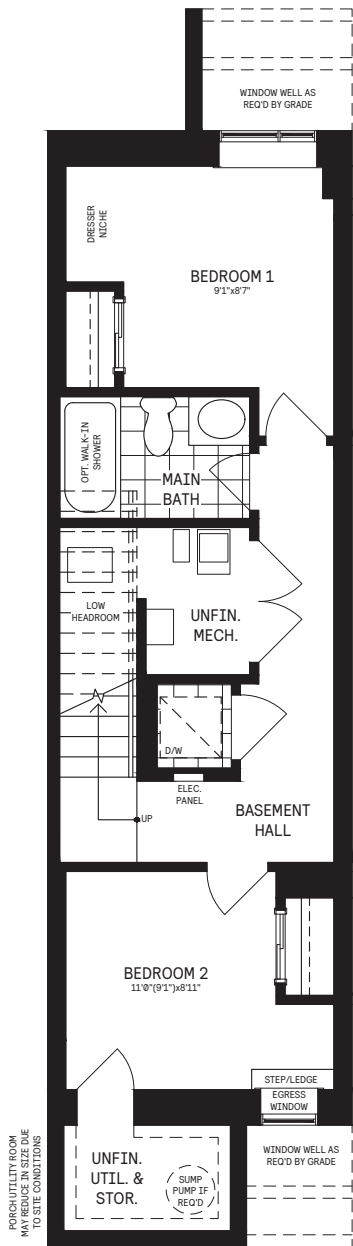 WINDOW WELL AS
REQ'D BY GRADE
DRESSER
NICHE
BEDROOM 1
9'1"x8'7"
OPT. WALK-IN
SHOWER
MAIN
BATH
LOW
HEADROOM
UNFIN.
MECH.
D/W
ELEC.
PANEL
UP
BASEMENT
HALL
BEDROOM 2
11'0"(9'1")x8'11"
STEP/LEDGE
EGRESS
WINDOW
PORCH UTILITY ROOM
MAY REDUCE IN SIZE DUE
TO SITE CONDITIONS
UNFIN.
UTIL. &
STOR.
SUMP
PUMP IF
REQ'D
WINDOW WELL AS
REQ'D BY GRADE